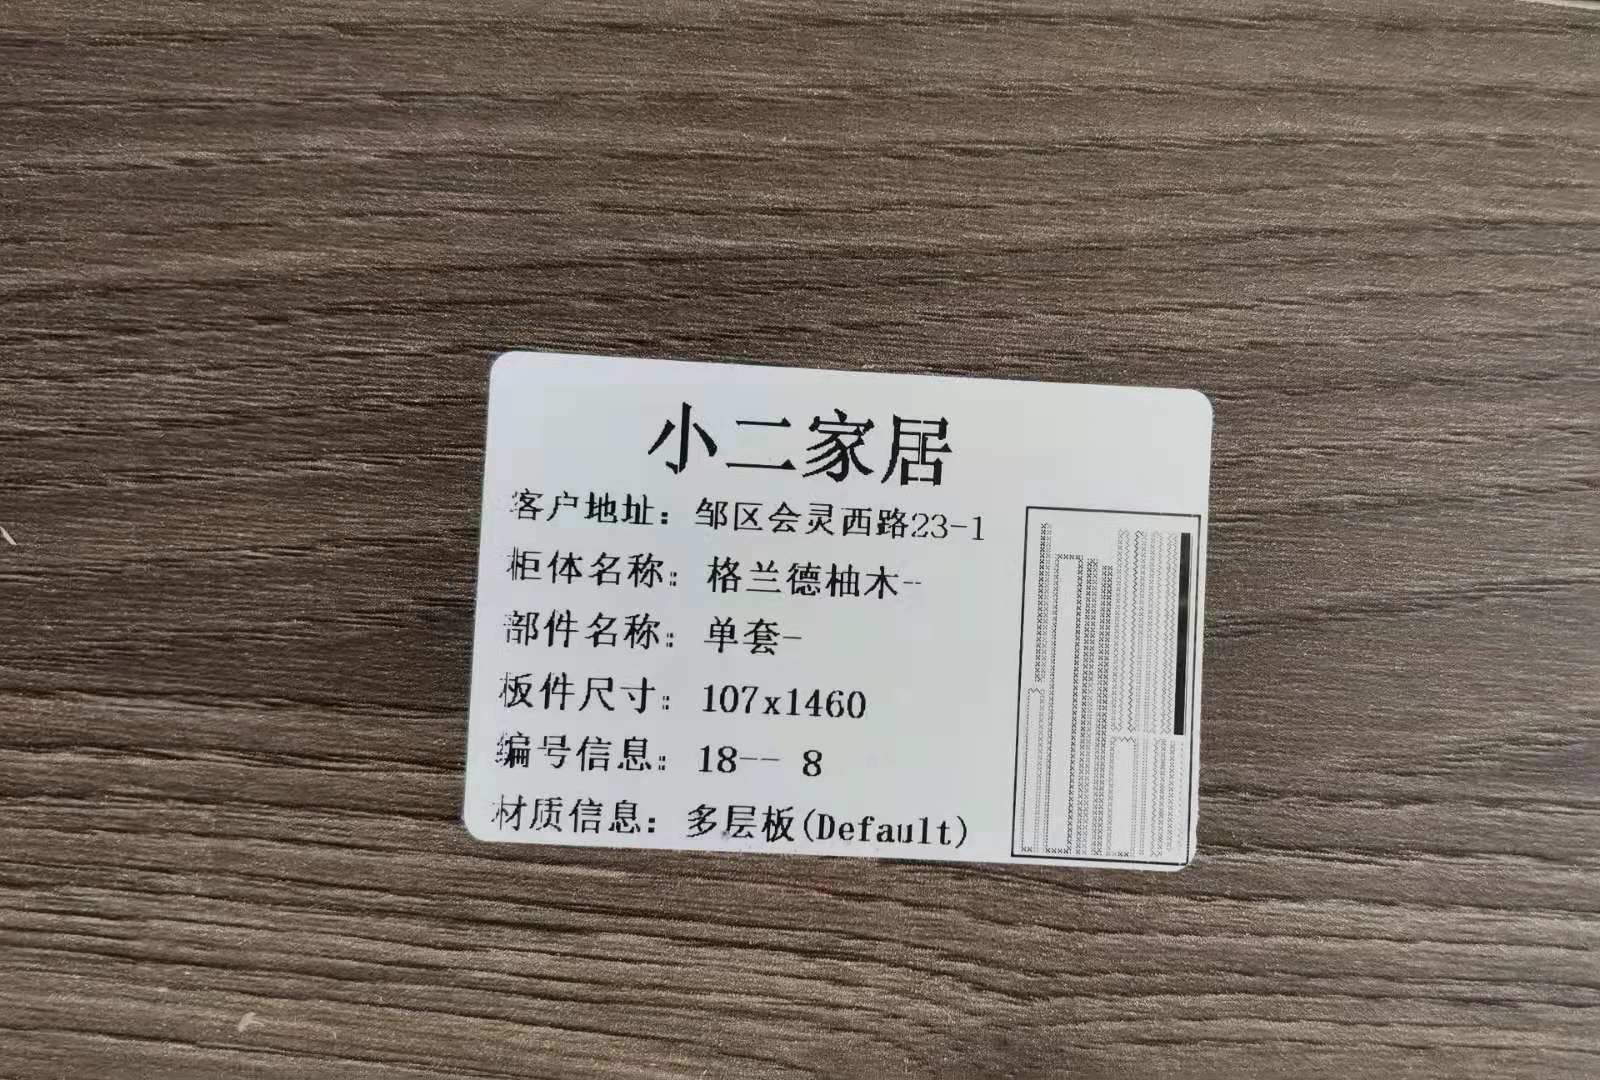 小二家居
客户地址：邹区会灵西路23-1
柜体名称：格兰德柚木--
部件名称：单套-
板件尺寸：107x1460
编号信息：18-- 8
材质信息：多层板(Default)